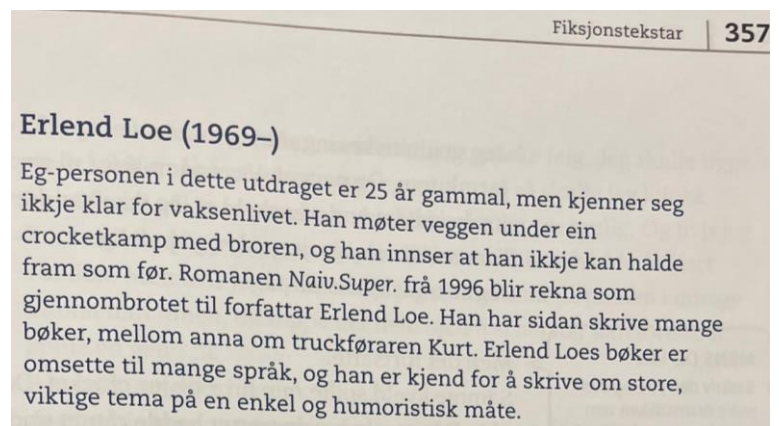 Fiksjonstekstar 357
Erlend Loe (1969–)
Eg-personen i dette utdraget er 25 år gammal, men kjenner seg
ikkje klar for vaksenlivet. Han møter veggen under ein
crocketkamp med broren, og han innser at han ikkje kan halde
fram som før. Romanen Naiv.Super. frå 1996 blir rekna som
gjennombrotet til forfattar Erlend Loe. Han har sidan skrive mange
bøker, mellom anna om truckføraren Kurt. Erlend Loes bøker er
omsette til mange språk, og han er kjend for å skrive om store,
viktige tema på en enkel og humoristisk måte.